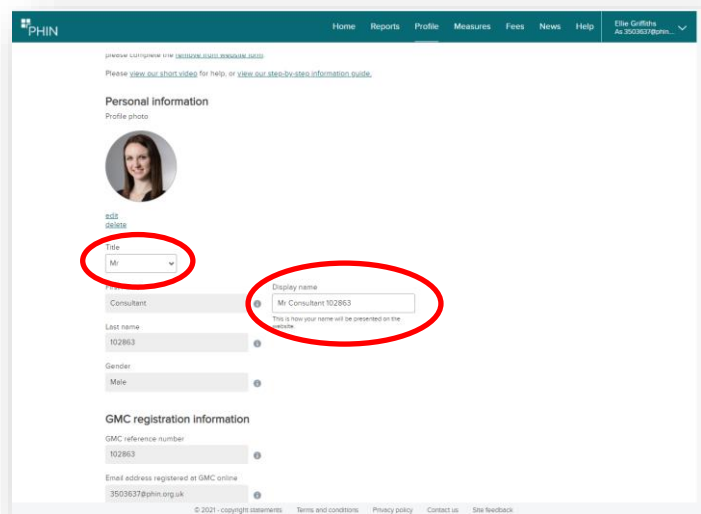 PHIN
Home Reports Profile Measures Fees News Help
Ellie Griffiths
As 3503637@phin...
please complete the remove from website form.
Please view our short video for help, or view our step-by-step information guide.
Personal information
Profile photo
edit
delete
Title
Mr
Display name
Consultant
Mr Consultant 102863
This is how your name will be presented on the
website.
Last name
102863
Gender
Male
GMC registration information
GMC reference number
102863
Email address registered at GMC online
3503637@phin.org.uk
© 2021 - copyright statements Terms and conditions Privacy policy Contact us Site feedback